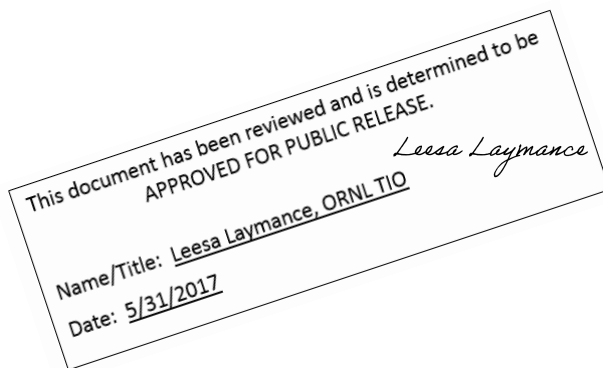 This document has been reviewed and is determined to be
APPROVED FOR PUBLIC RELEASE.
Leesa Laymance
Name/Title: Leesa Laymance, ORNL TIO
Date: 5/31/2017